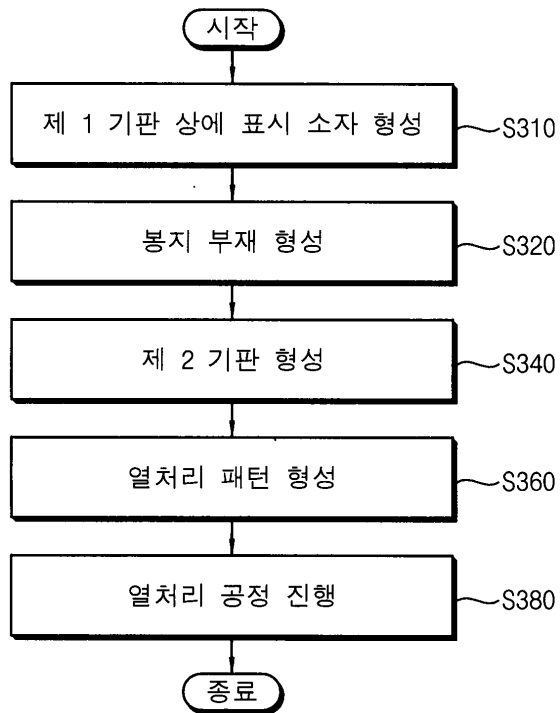 시작
제 1 기판 상에 표시 소자 형성
S310
봉지 부재 형성
S320
제 2 기판 형성
S340
열처리 패턴 형성
S360
열처리 공정 진행
S380
종료